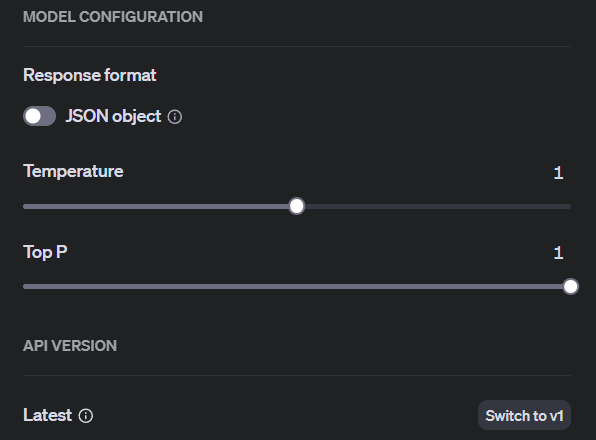 MODEL CONFIGURATION
Response format
JSON object
Temperature 1
Top P 1
API VERSION
Latest Switch to v1